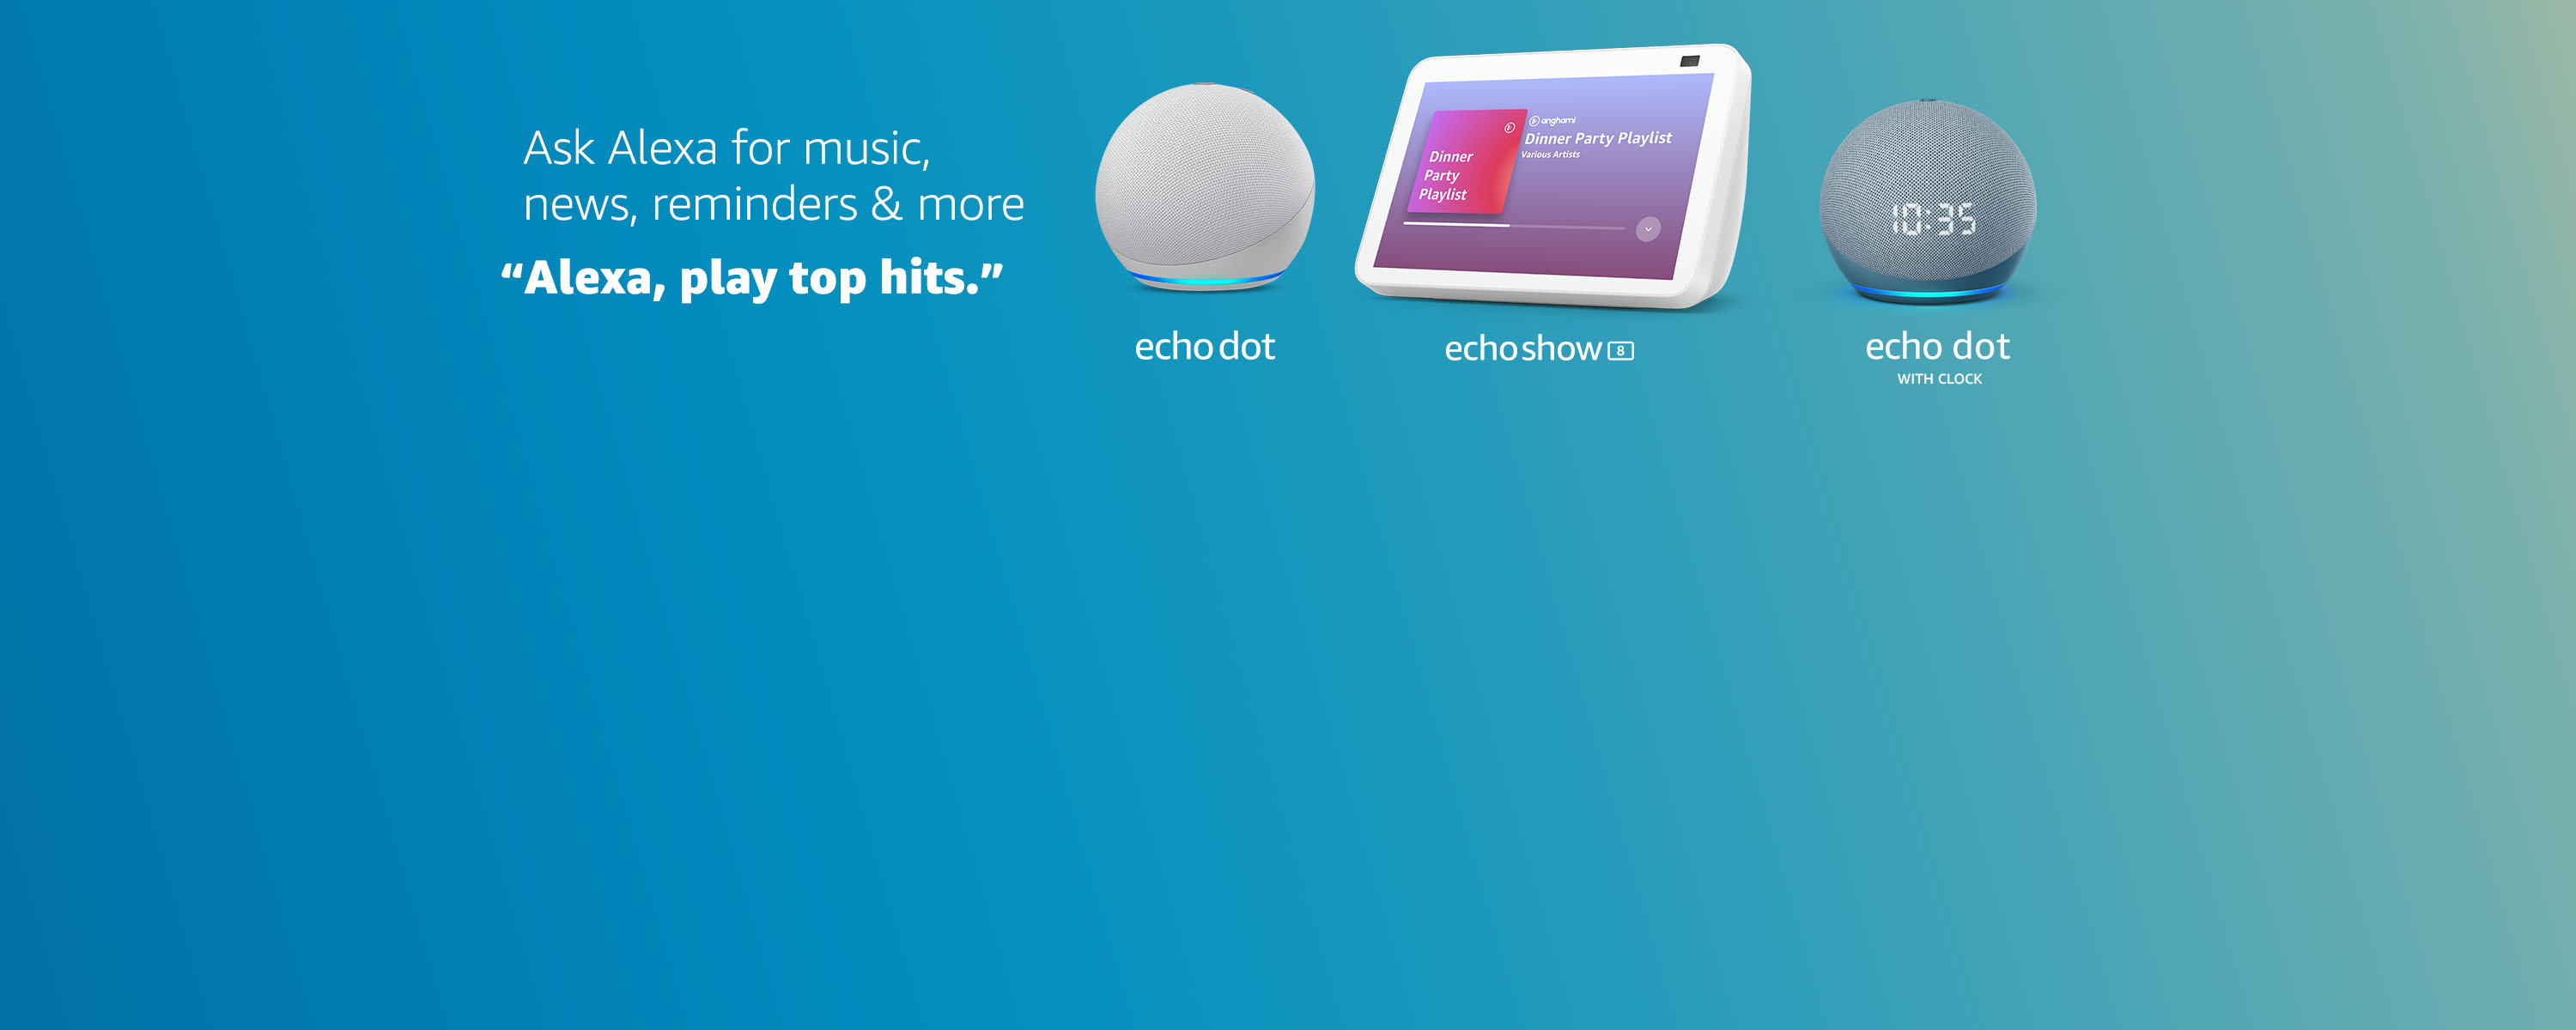 Ask Alexa for music,
news, reminders & more
“Alexa, play top hits.”
echo dot
Dinner
Party
Playlist
anghami
Dinner Party Playlist
Various Artists
echo show 8
10:35
echo dot
WITH CLOCK